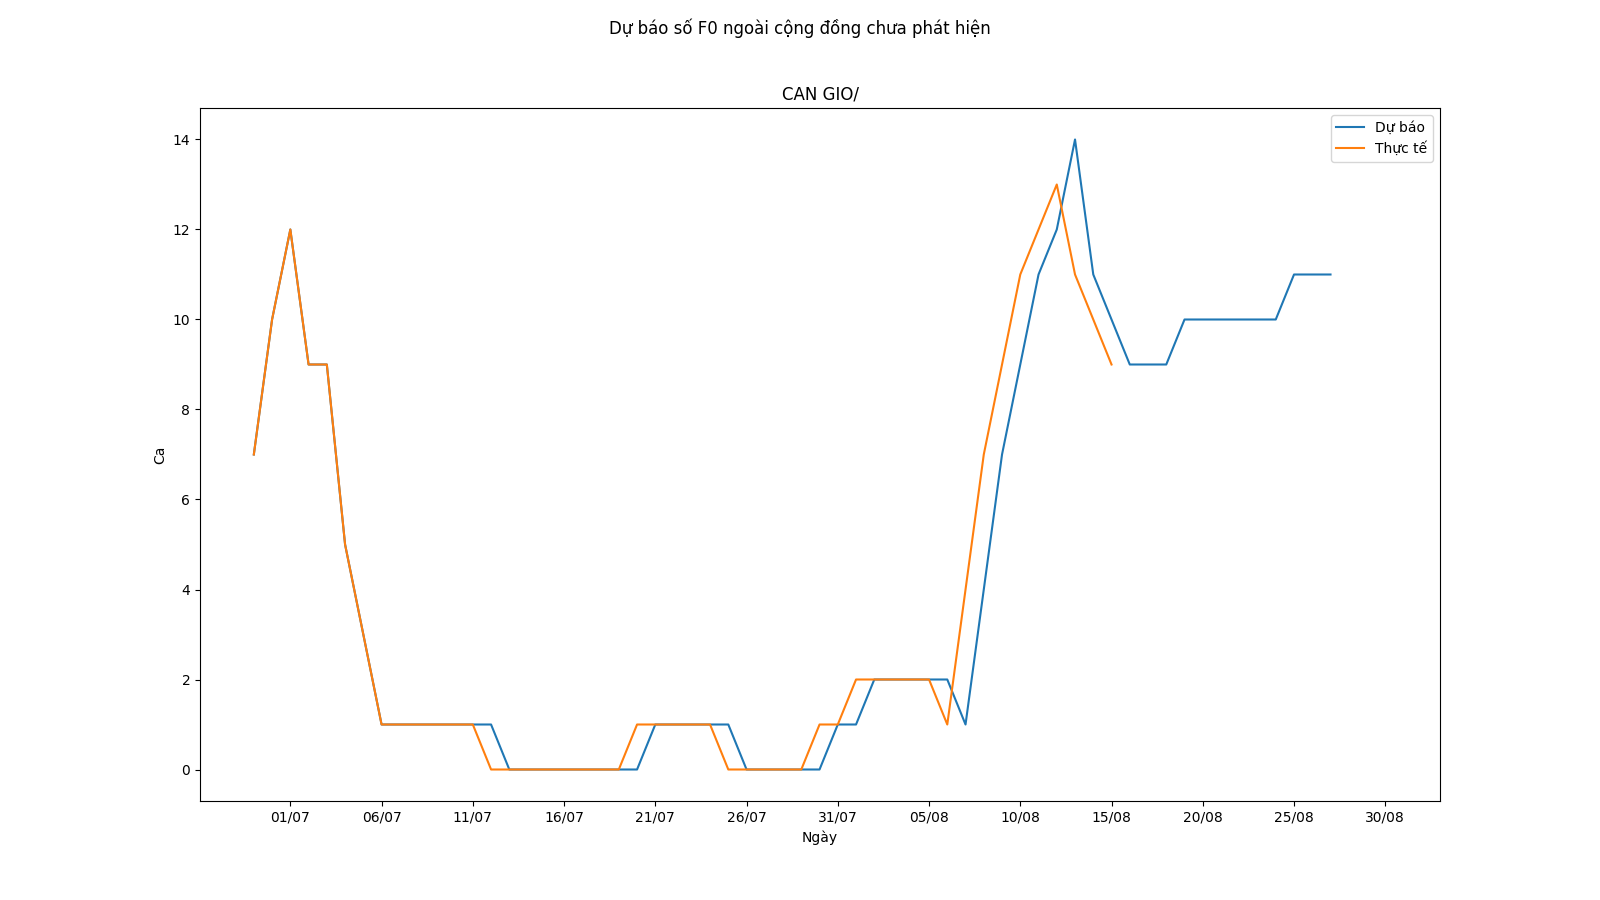 Dự báo số F0 ngoài cộng đồng chưa phát hiện
CAN GIO/
Dự báo
Thực tế
14
12
10
8
6
4
2
0
Ca
01/07 06/07 11/07 16/07 21/07 26/07 31/07 05/08 10/08 15/08 20/08 25/08 30/08
Ngày